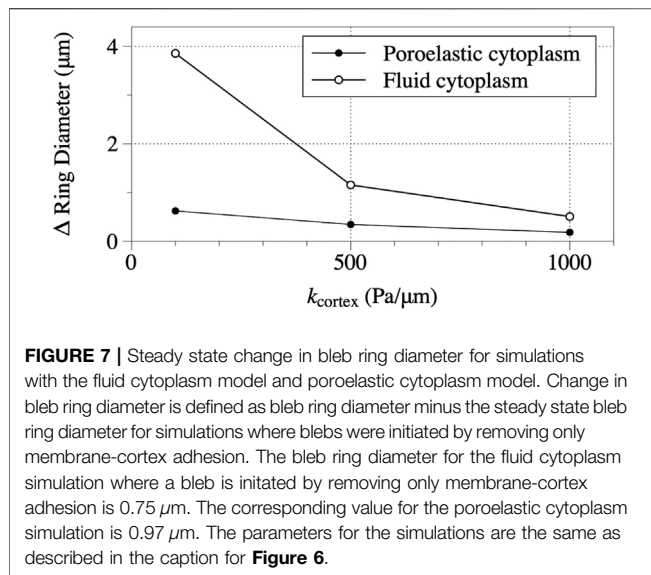 4
2
0
Δ Ring Diameter (μm)
Poroelastic cytoplasm
Fluid cytoplasm
0
500
1000
kcortex (Pa/μm)
FIGURE 7 | Steady state change in bleb ring diameter for simulations
with the fluid cytoplasm model and poroelastic cytoplasm model. Change in
bleb ring diameter is defined as bleb ring diameter minus the steady state bleb
ring diameter for simulations where blebs were initiated by removing only
membrane-cortex adhesion. The bleb ring diameter for the fluid cytoplasm
simulation where a bleb is initated by removing only membrane-cortex
adhesion is 0.75 μm. The corresponding value for the poroelastic cytoplasm
simulation is 0.97 μm. The parameters for the simulations are the same as
described in the caption for Figure 6.